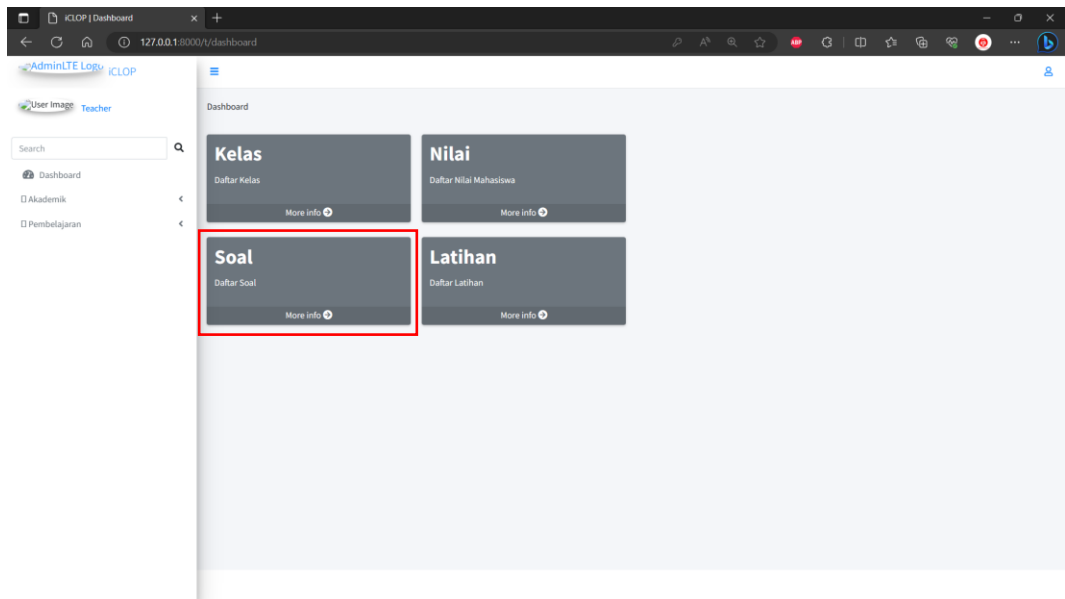 iCLOP | Dashboard
127.0.0.1:8000/t/dashboard
ABP
AdminLTE Logo iCLOP
User Image Teacher
Search
Dashboard
Akademik
Pembelajaran
Dashboard
Kelas
Daftar Kelas
More info
Nilai
Daftar Nilai Mahasiswa
More info
Soal
Daftar Soal
More info
Latihan
Daftar Latihan
More info